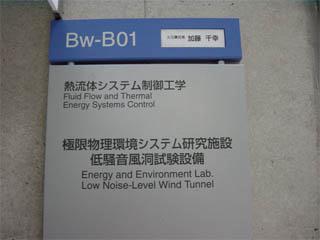 Bw-B01
加藤 千幸
熱流体システム制御工学
Fluid Flow and Thermal
Energy Systems Control
極限物理環境システム研究施設
低騒音風洞試験設備
Energy and Environment Lab.
Low Noise-Level Wind Tunnel